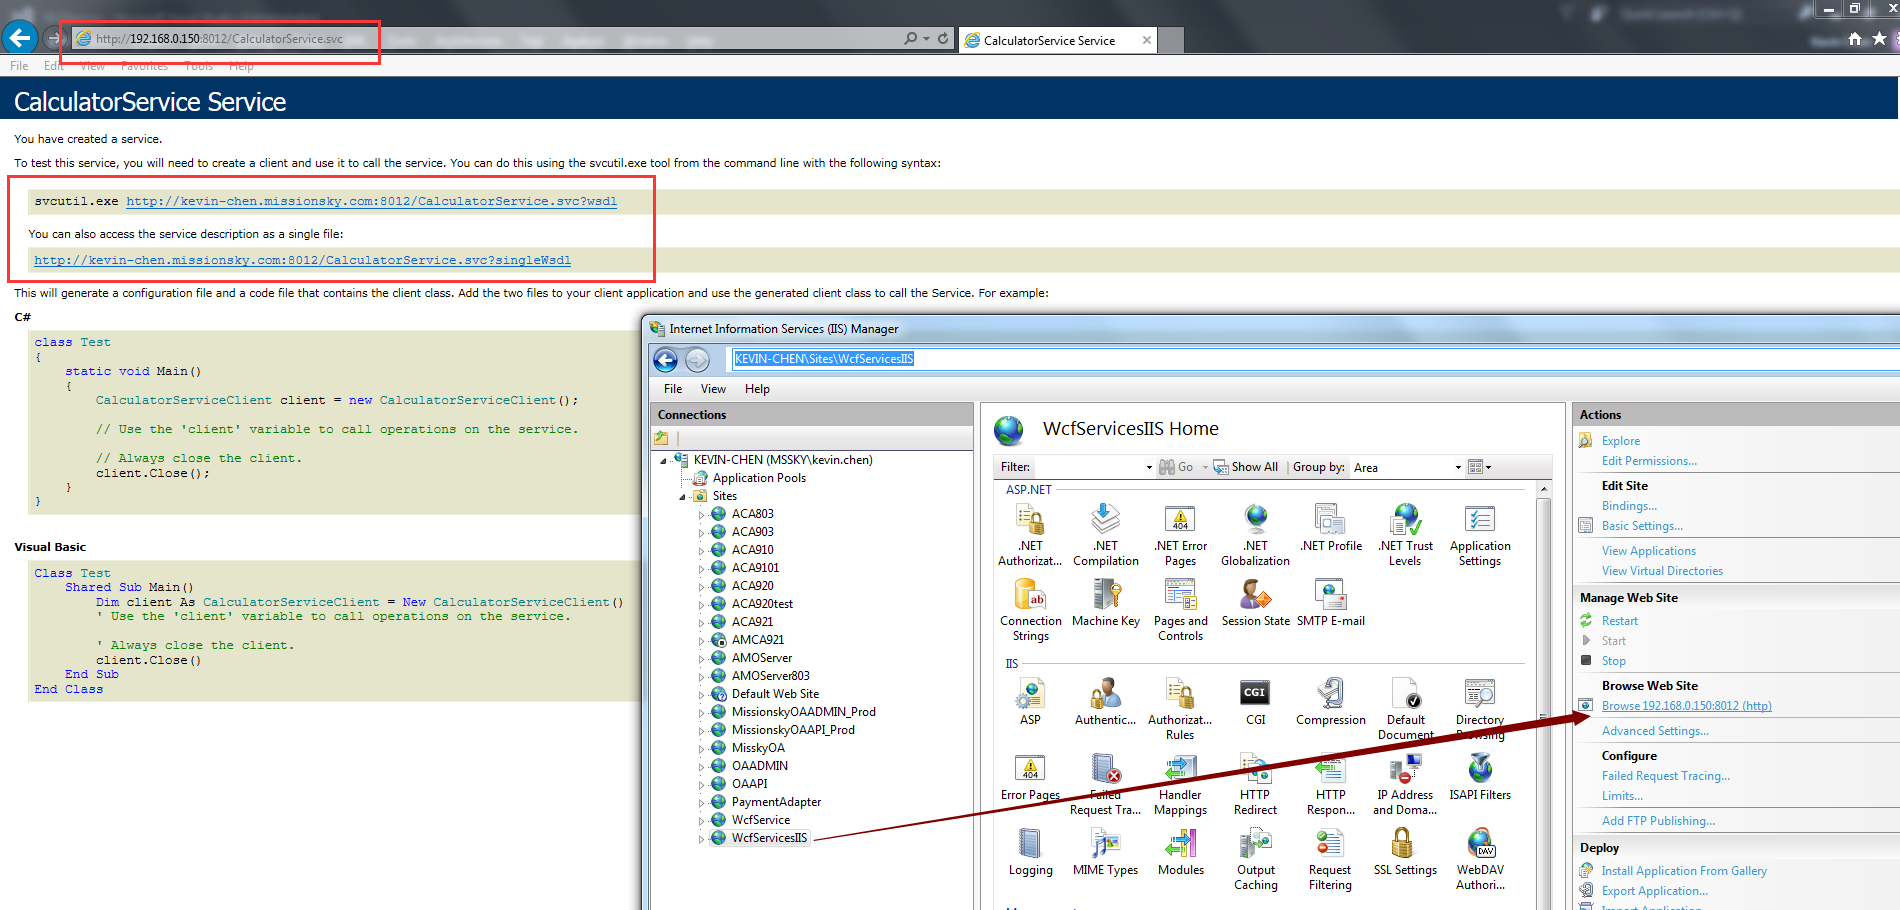 http://192.168.0.150:8012/CalculatorService.svc
CalculatorService Service
File Edit View Favorites Tools Help
CalculatorService Service
You have created a service.
To test this service, you will need to create a client and use it to call the service. You can do this using the svcutil.exe tool from the command line with the following syntax:
svcutil.exe http://kevin-chen.missionsky.com:8012/CalculatorService.svc?wsdl
You can also access the service description as a single file:
http://kevin-chen.missionsky.com:8012/CalculatorService.svc?singleWsdl
This will generate a configuration file and a code file that contains the client class. Add the two files to your client application and use the generated client class to call the Service. For example:
C#
class Test
{
static void Main()
{
CalculatorServiceClient client = new CalculatorServiceClient();
// Use the 'client' variable to call operations on the service.
// Always close the client.
client.Close();
}
}
Visual Basic
Class Test
Shared Sub Main()
Dim client As CalculatorServiceClient = New CalculatorServiceClient()
' Use the 'client' variable to call operations on the service.
' Always close the client.
client.Close()
End Sub
End Class
Internet Information Services (IIS) Manager
KEVIN-CHEN\Sites\WcfServicesIIS
File View Help
Connections
KEVIN-CHEN (MSSKY\kevin.chen)
Application Pools
Sites
ACA803
ACA903
ACA910
ACA9101
ACA920
ACA920test
ACA921
AMCA921
AMOServer
AMOServer803
Default Web Site
MissionskyOAADMIN_Prod
MissionskyOAAPI_Prod
MisskyOA
OAADMIN
OAAPI
PaymentAdapter
WcfService
WcfServicesIIS
WcfServicesIIS Home
Filter: Go Show All Group by: Area
ASP.NET
.NET Authorizat...
.NET Compilation
.NET Error Pages
.NET Globalization
.NET Profile
.NET Trust Levels
Application Settings
Connection Strings
Machine Key
Pages and Controls
Session State
SMTP E-mail
IIS
ASP
Authentic...
Authorizat... Rules
CGI
Compression
Default Document
Directory Browsing
Error Pages
Failed Request Tra...
Handler Mappings
HTTP Redirect
HTTP Respon...
IP Address and Doma...
ISAPI Filters
Logging
MIME Types
Modules
Output Caching
Request Filtering
SSL Settings
WebDAV Authori...
Actions
Explore
Edit Permissions...
Edit Site
Bindings...
Basic Settings...
View Applications
View Virtual Directories
Manage Web Site
Restart
Start
Stop
Browse Web Site
Browse 192.168.0.150:8012 (http)
Advanced Settings...
Configure
Failed Request Tracing...
Limits...
Add FTP Publishing...
Deploy
Install Application From Gallery
Export Application...